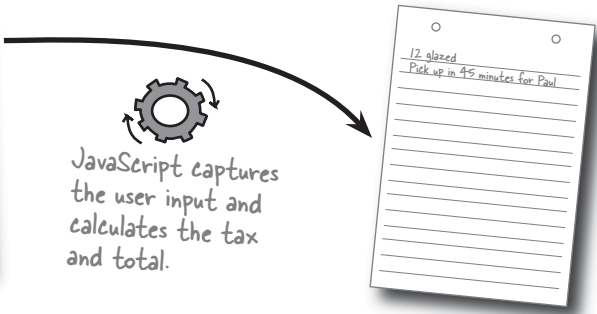 12 glazed
Pick up in 45 minutes for Paul
JavaScript captures
the user input and
calculates the tax
and total.